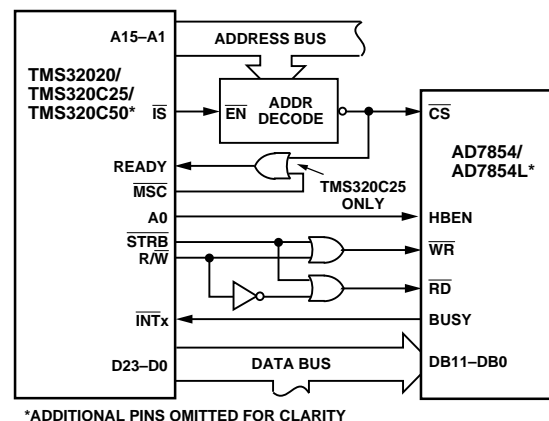 A15–A1
ADDRESS BUS
TMS32020/
TMS320C25/
TMS320C50*
IS
EN
ADDR
DECODE
CS
AD7854/
AD7854L*
READY
MSC
TMS320C25
ONLY
A0
HBEN
STRB
R/W
WR
RD
INTx
BUSY
D23–D0
DATA BUS
DB11–DB0
*ADDITIONAL PINS OMITTED FOR CLARITY